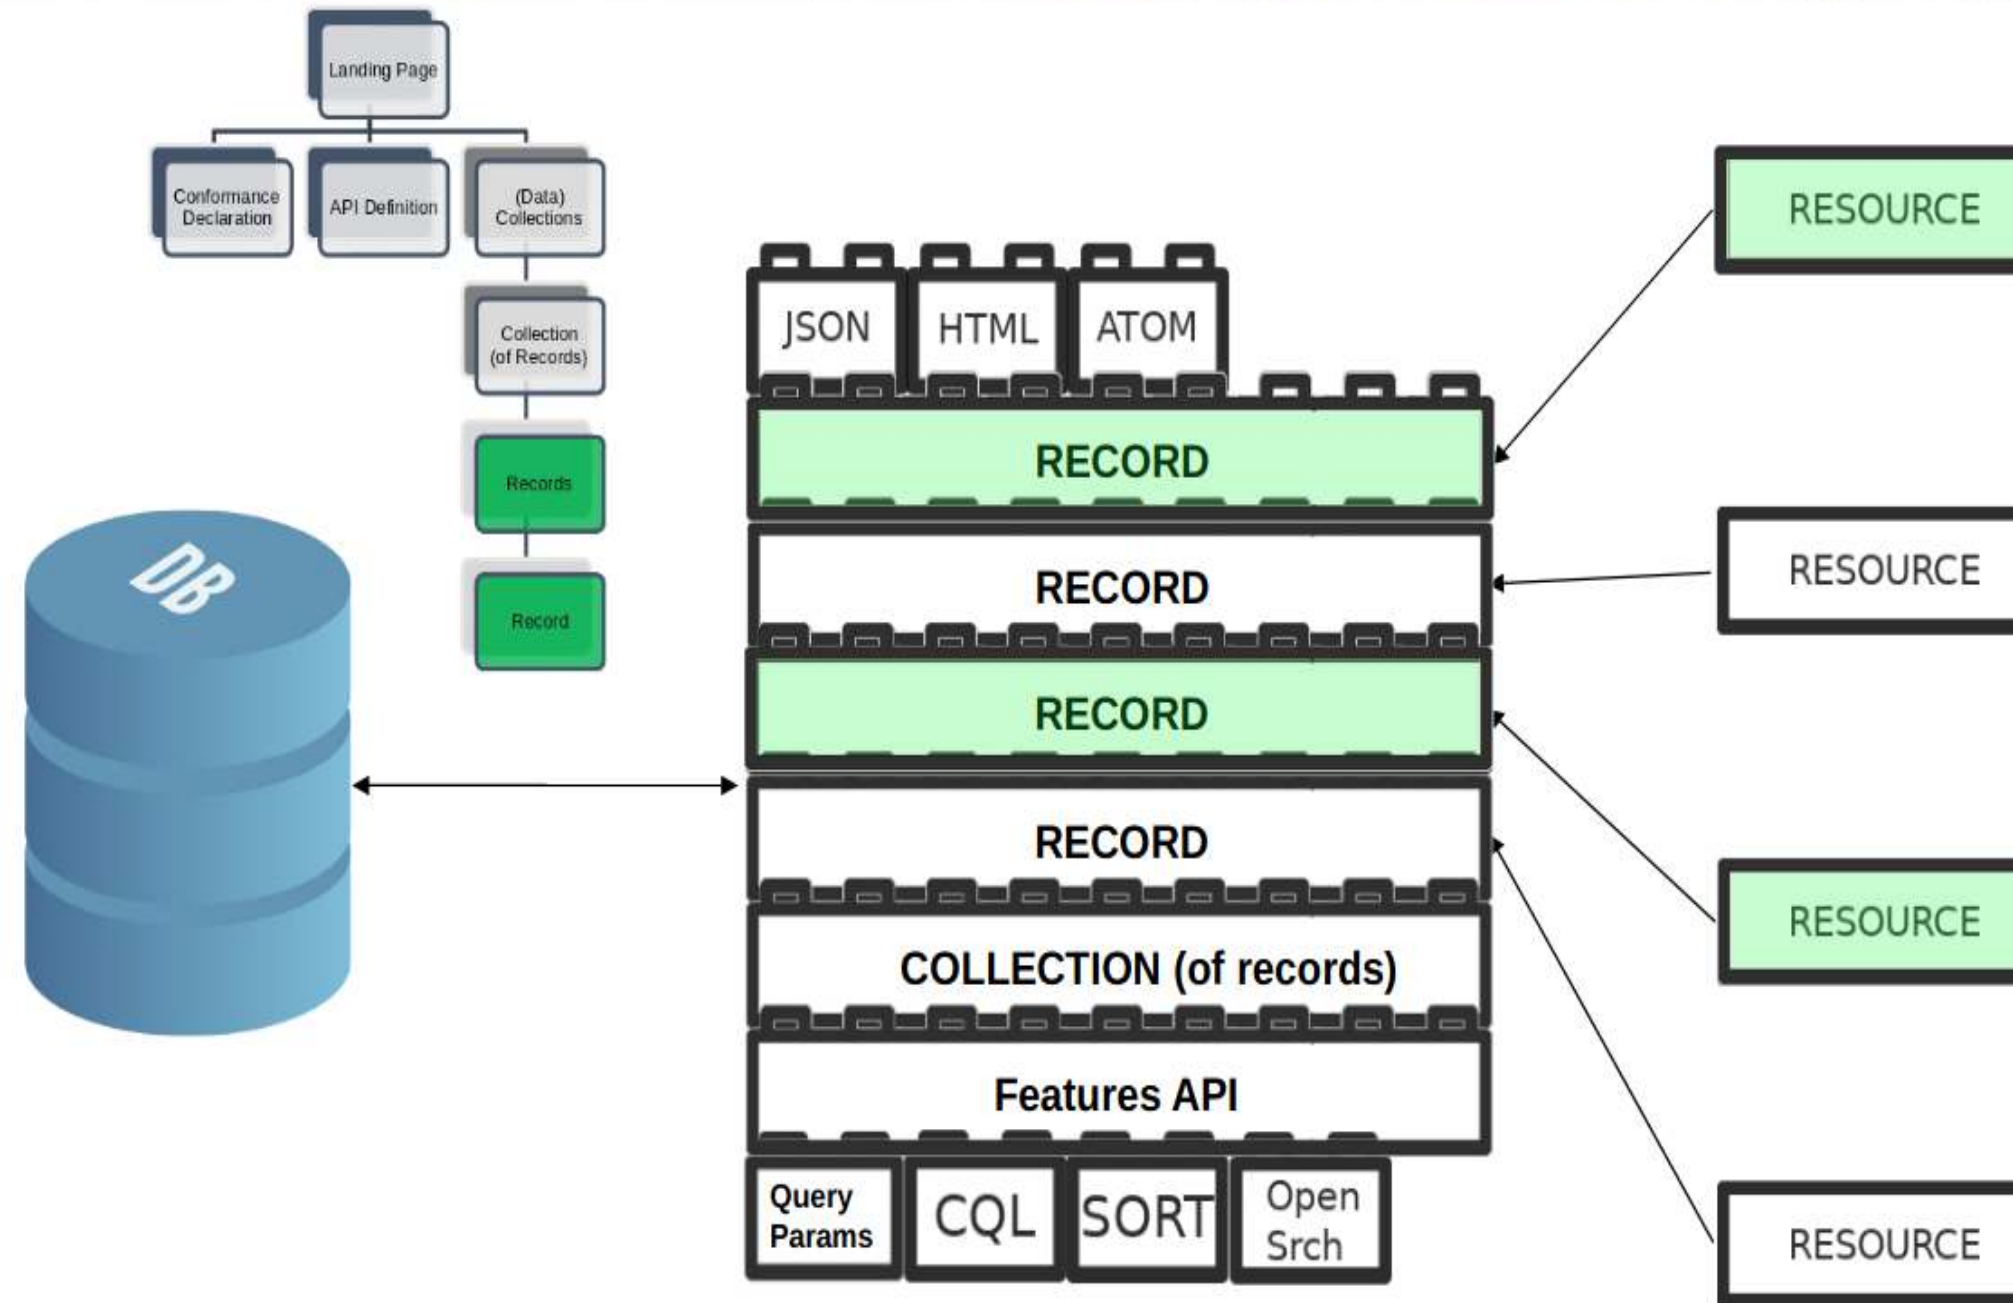 Landing Page
Conformance
Declaration
API Definition
(Data)
Collections
Collection
(of Records)
Records
Record
DB
JSON
HTML
ATOM
RECORD
RECORD
RECORD
RECORD
COLLECTION (of records)
Features API
Query
Params
CQL
SORT
Open
Srch
RESOURCE
RESOURCE
RESOURCE
RESOURCE